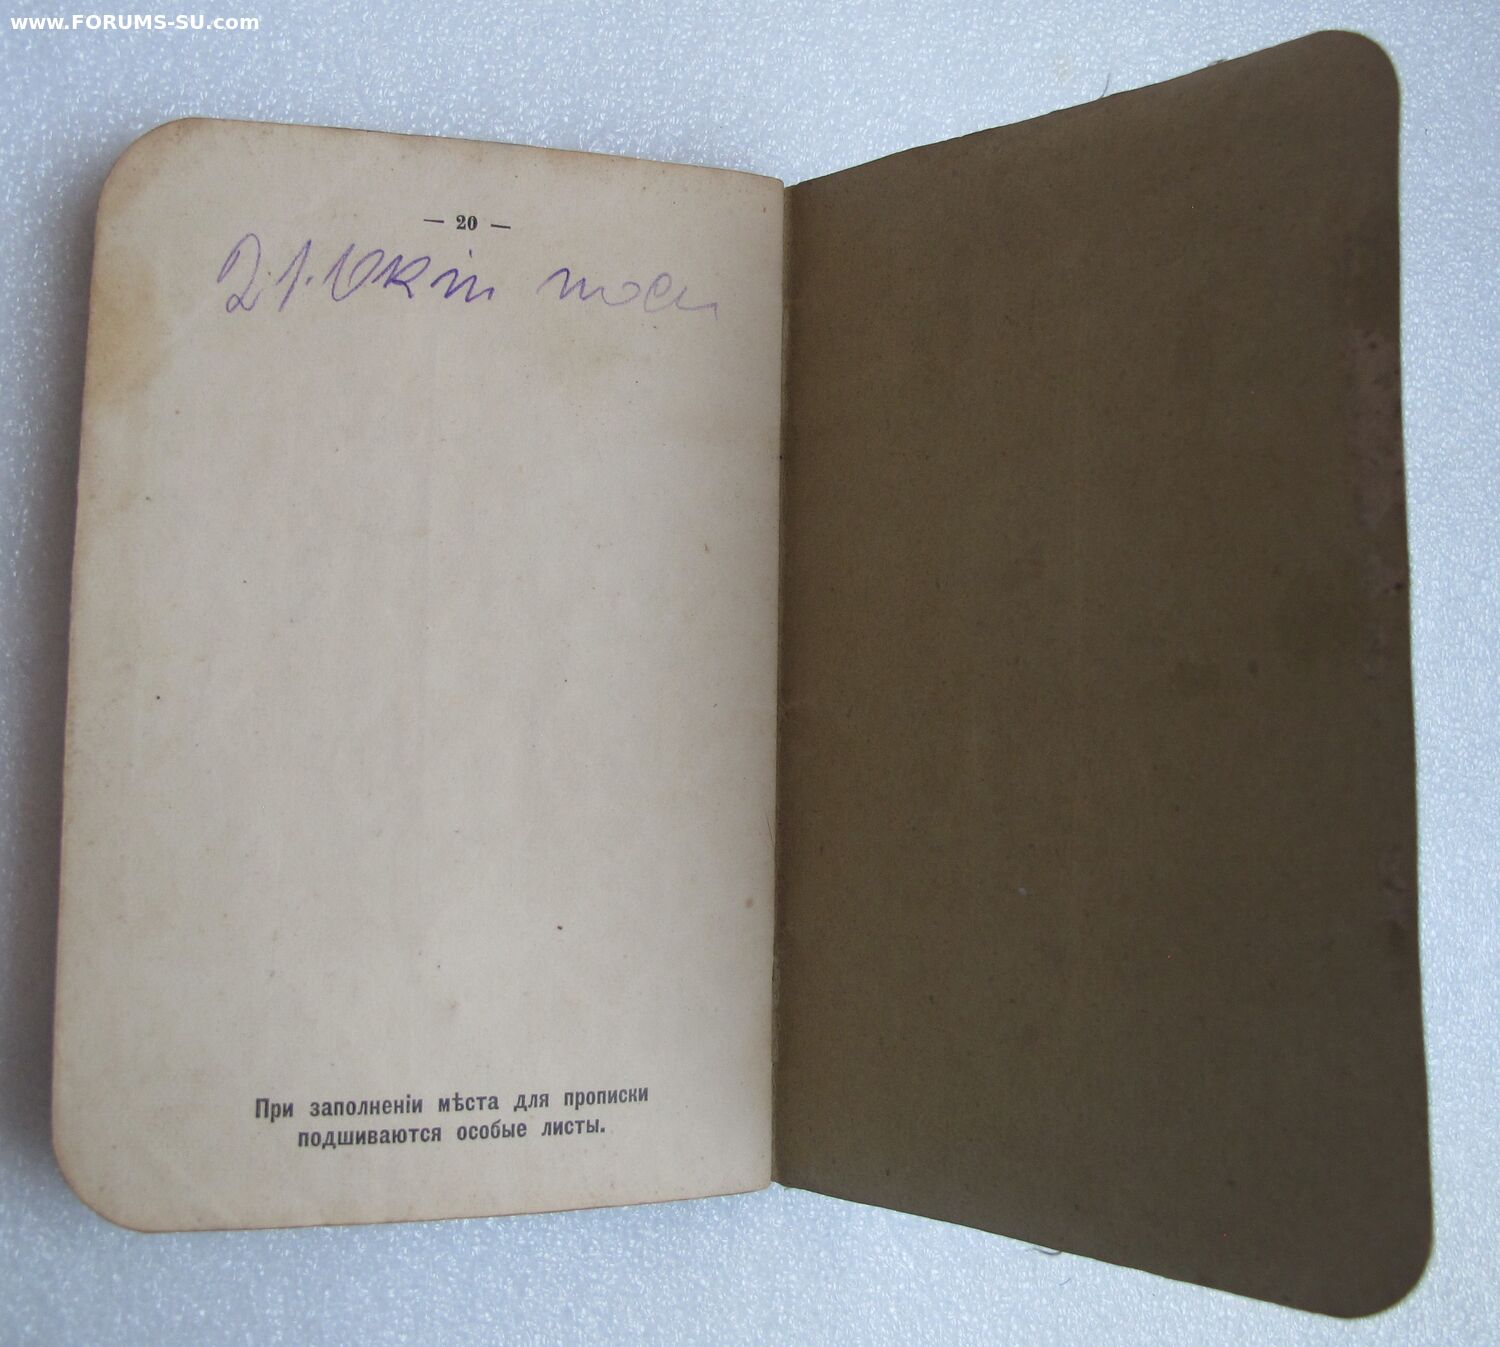 www.FORUMS-SU.com
— 20 —
При заполненіи мѣста для прописки
подшиваются особые листы.